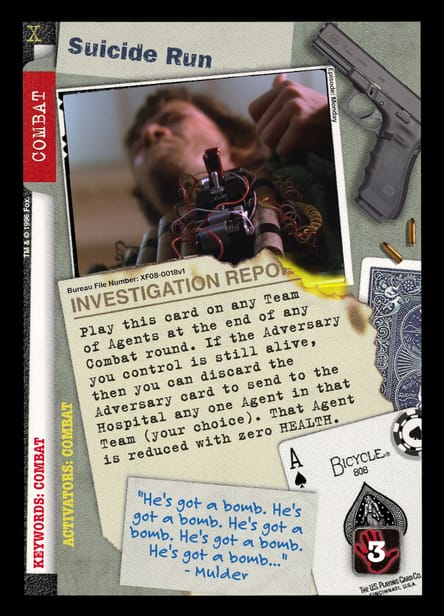 X
Suicide Run
COMBAT
Episode: Monday
TM & © 1996 Fox.
Bureau File Number: XF08-0018v1
INVESTIGATION REPO
Play this card on any Team
of Agents at the end of any
Combat round. If the Adversary
you control is still alive,
then you can discard the
Adversary card to send to the
Hospital any one Agent in that
Team (your choice). That Agent
is reduced with zero HEALTH.
KEYWORDS: COMBAT
ACTIVATORS: COMBAT
A
BICYCLE®
808
"He's got a bomb. He's
got a bomb. He's got a
bomb. He's got a bomb.
He's got a bomb..."
- Mulder
3
THE U.S. PLAYING CARD CO.
CINCINNATI, U.S.A.